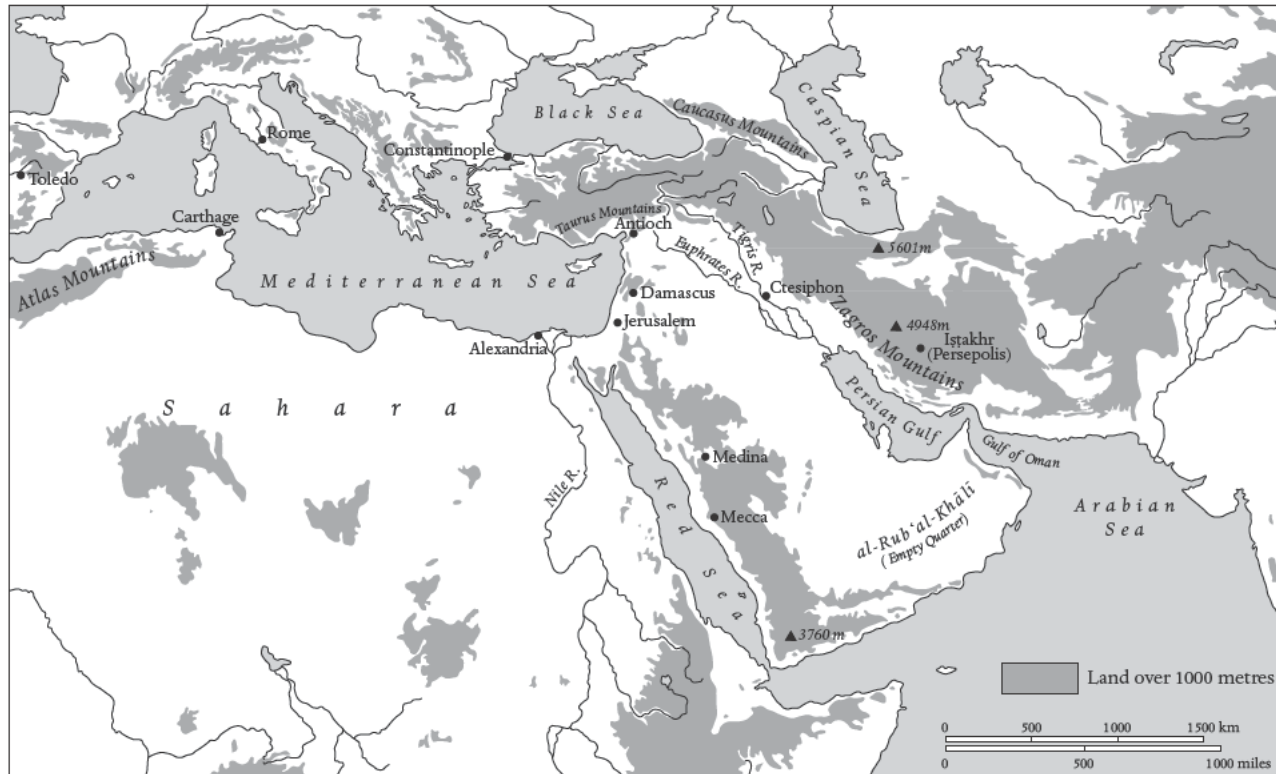 Black Sea
Caucasus Mountains
Caspian Sea
Rome
Constantinople
Toledo
Carthage
Taurus Mountains
Antioch
Tigris R.
Euphrates R.
5601m
Atlas Mountains
Mediterranean Sea
Damascus
Ctesiphon
Zagros Mountains
4948m
Jerusalem
Alexandria
Iṣṭakhr
(Persepolis)
Persian Gulf
Sahara
Gulf of Oman
Medina
Nile R.
Red Sea
Mecca
Arabian
Sea
al-Rubʿal-Khālī
(Empty Quarter)
3760m
Land over 1000 metres
0 500 1000 1500 km
0 500 1000 miles